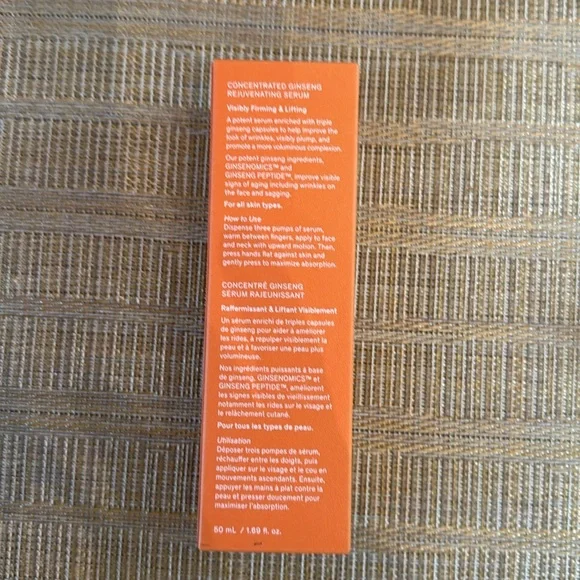 CONCENTRATED GINSENG
REJUVENATING SERUM
Visibly Firming & Lifting
A potent serum enriched with triple
ginseng capsules to help improve the
look of wrinkles, visibly plump, and
promote a more voluminous complexion.
Our potent ginseng ingredients,
GINSENOMICS™ and
GINSENG PEPTIDE™, improve visible
signs of aging including wrinkles on
the face and sagging.
For all skin types.
How to Use
Dispense three pumps of serum,
warm between fingers, apply to face
and neck with upward motion. Then,
press hands flat against skin and
gently press to maximize absorption.
CONCENTRÉ GINSENG
SÉRUM RAJEUNISSANT
Raffermissant & Liftant Visiblement
Un sérum enrichi de triples capsules
de ginseng pour aider à améliorer
les rides, à repulper visiblement la
peau et à favoriser une peau plus
volumineuse.
Nos ingrédients puissants à base
de ginseng, GINSENOMICS™ et
GINSENG PEPTIDE™, améliorent
les signes visibles de vieillissement
notamment les rides sur le visage et
le relâchement cutané.
Pour tous les types de peau.
Utilisation
Déposer trois pompes de sérum,
réchauffer entre les doigts, puis
appliquer sur le visage et le cou en
mouvements ascendants. Ensuite,
appuyer les mains à plat contre la
peau et presser doucement pour
maximiser l'absorption.
50 mL / 1.69 fl. oz.